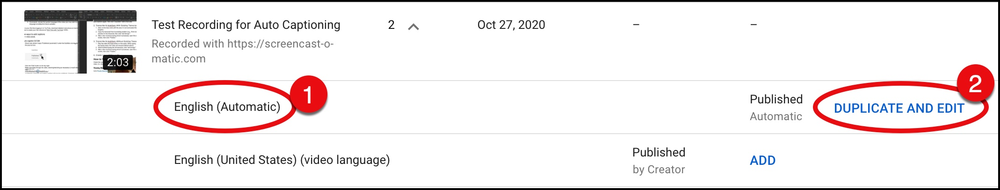 Test Recording for Auto Captioning 2 Oct 27, 2020 – –
Recorded with https://screencast-o-
matic.com
2:03
1
2
English (Automatic)
Published
Automatic
DUPLICATE AND EDIT
English (United States) (video language)
Published
by Creator
ADD